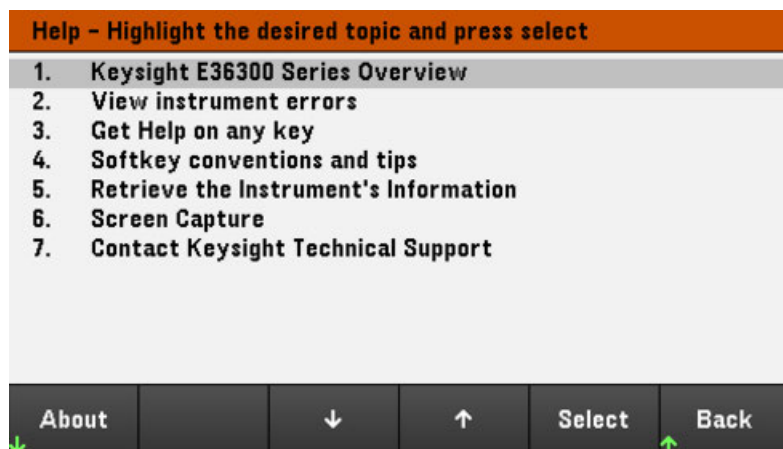 Help - Highlight the desired topic and press select
1. Keysight E36300 Series Overview
2. View instrument errors
3. Get Help on any key
4. Softkey conventions and tips
5. Retrieve the Instrument's Information
6. Screen Capture
7. Contact Keysight Technical Support
About ↓ ↑ Select Back